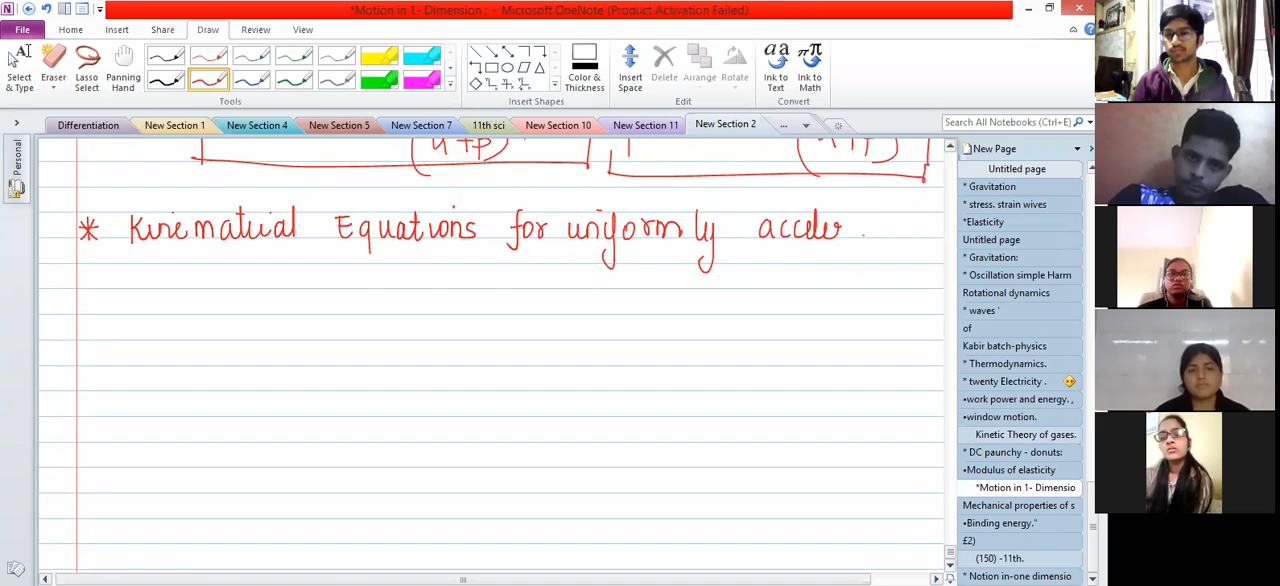 *Motion in 1- Dimension : - Microsoft OneNote (Product Activation Failed)
File Home Insert Share Draw Review View
Select & Type
Eraser
Lasso Select
Panning Hand
Color & Thickness
Insert Space
Delete
Arrange
Rotate
Ink to Text
Ink to Math
Tools
Insert Shapes
Edit
Convert
Differentiation New Section 1 New Section 4 New Section 5 New Section 7 11th sci New Section 10 New Section 11 New Section 2 ...
Search All Notebooks (Ctrl+E)
Personal
* Kinematical Equations for uniformly acceler
New Page
Untitled page
* Gravitation
* stress. strain wives
*Elasticity
Untitled page
* Gravitation:
* Oscillation simple Harm
Rotational dynamics
* waves '
of
Kabir batch-physics
* Thermodynamics.
* twenty Electricity .
•work power and energy. ,
•window motion.
Kinetic Theory of gases.
* DC paunchy - donuts:
•Modulus of elasticity
*Motion in 1- Dimensio
Mechanical properties of s
•Binding energy."
£2)
(150) -11th.
* Notion in-one dimensio